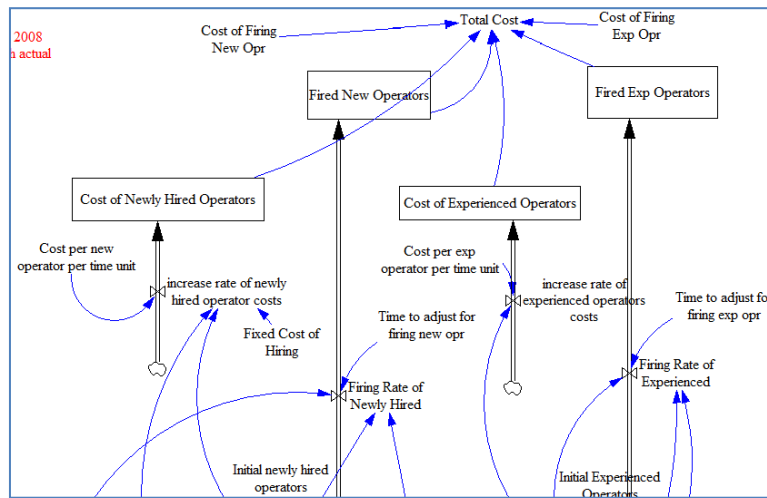 Total Cost
Cost of Firing
New Opr
Cost of Firing
Exp Opr
2008
actual
Fired New Operators
Fired Exp Operators
Cost of Newly Hired Operators
Cost of Experienced Operators
Cost per new
operator per time unit
Cost per exp
operator per time unit
increase rate of newly
hired operator costs
increase rate of
experienced operators
costs
Time to adjust for
firing exp opr
Fixed Cost of
Hiring
Time to adjust for
firing new opr
Firing Rate of
Newly Hired
Firing Rate of
Experienced
Initial newly hired
operators
Initial Experienced
Operators